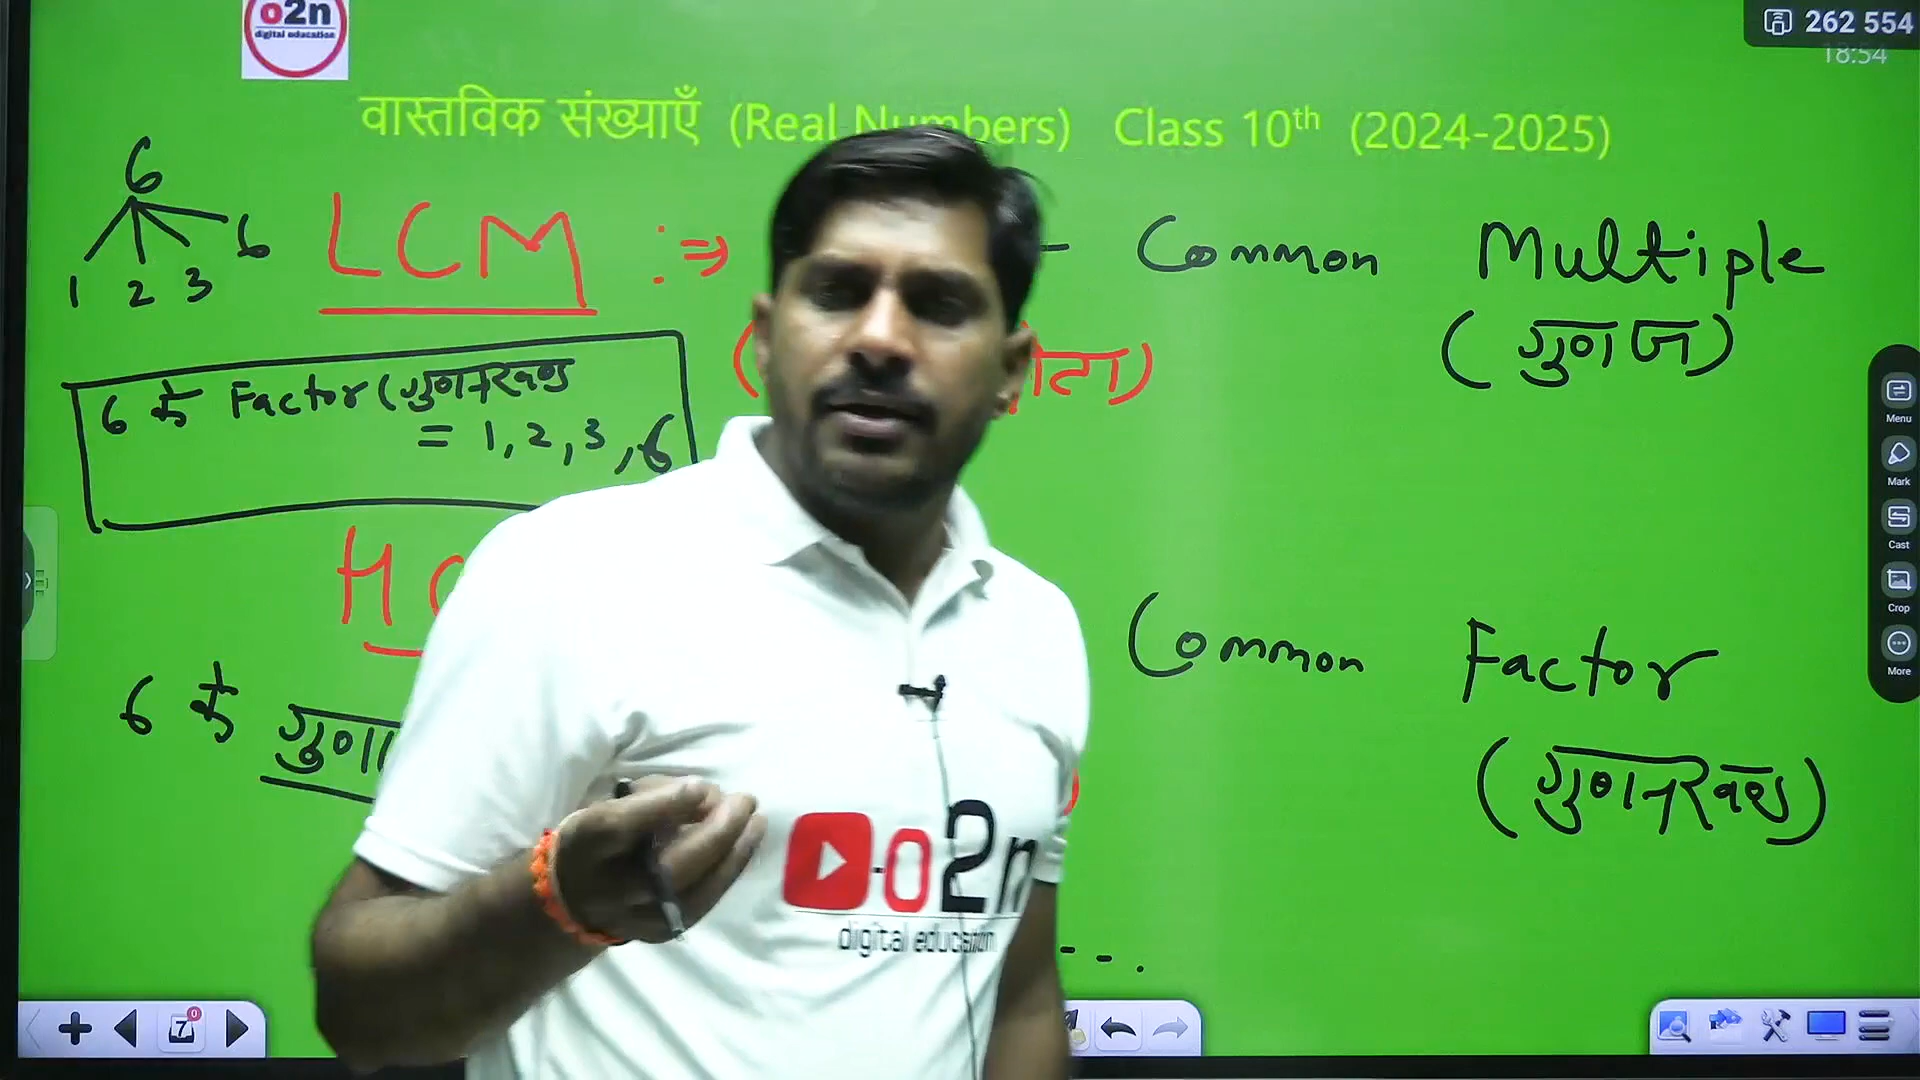 o2n
digital education
262 554
18:54
वास्तविक संख्याएँ (Real Numbers) Class 10th (2024-2025)
6
1 2 3 6
LCM :⇒ - Common Multiple
(गुणज)
6 के Factor (गुणनखण्ड
= 1, 2, 3, 6
Common Factor
(गुणनखण्ड)
6 के
Menu
Mark
Cast
Crop
More
o2n
digital education
7
0